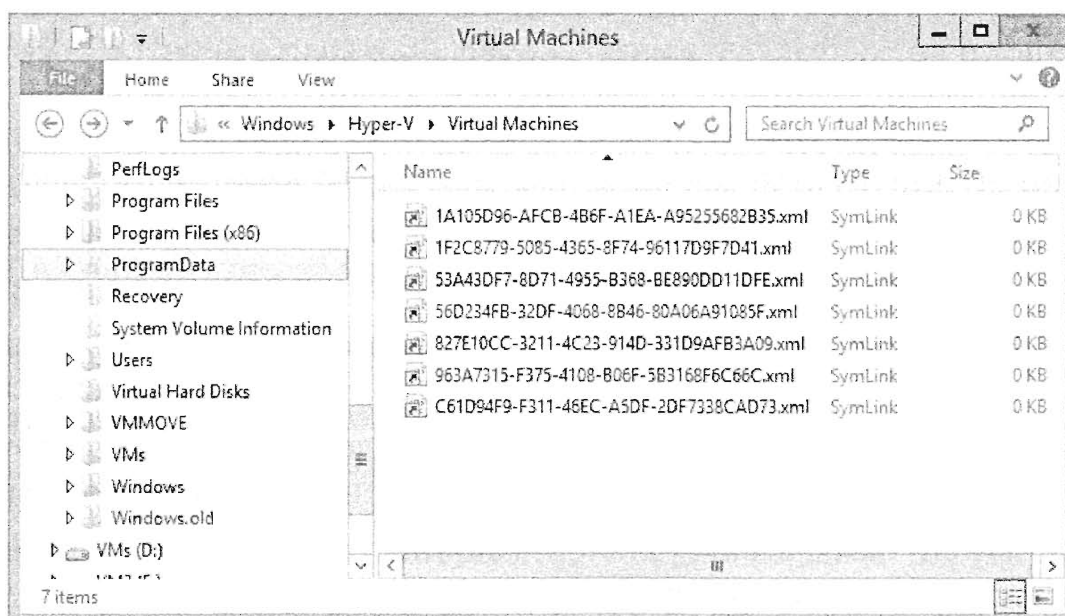 Virtual Machines
File Home Share View
« Windows Hyper-V Virtual Machines
Search Virtual Machines
PerfLogs
Program Files
Program Files (x86)
ProgramData
Recovery
System Volume Information
Users
Virtual Hard Disks
VMMOVE
VMs
Windows
Windows.old
VMs (D:)
Name Type Size
1A105D96-AFCB-4B6F-A1EA-A95255682B35.xml SymLink 0 KB
1F2C8779-5085-4365-8F74-96117D9F7D41.xml SymLink 0 KB
53A43DF7-8D71-4955-B368-BE890DD11DFE.xml SymLink 0 KB
56D234FB-32DF-4068-8B46-80A06A91085F.xml SymLink 0 KB
827E10CC-3211-4C23-914D-331D9AFB3A09.xml SymLink 0 KB
963A7315-F375-4108-B06F-5B3168F6C66C.xml SymLink 0 KB
C61D94F9-F311-46EC-A5DF-2DF7338CAD73.xml SymLink 0 KB
7 items